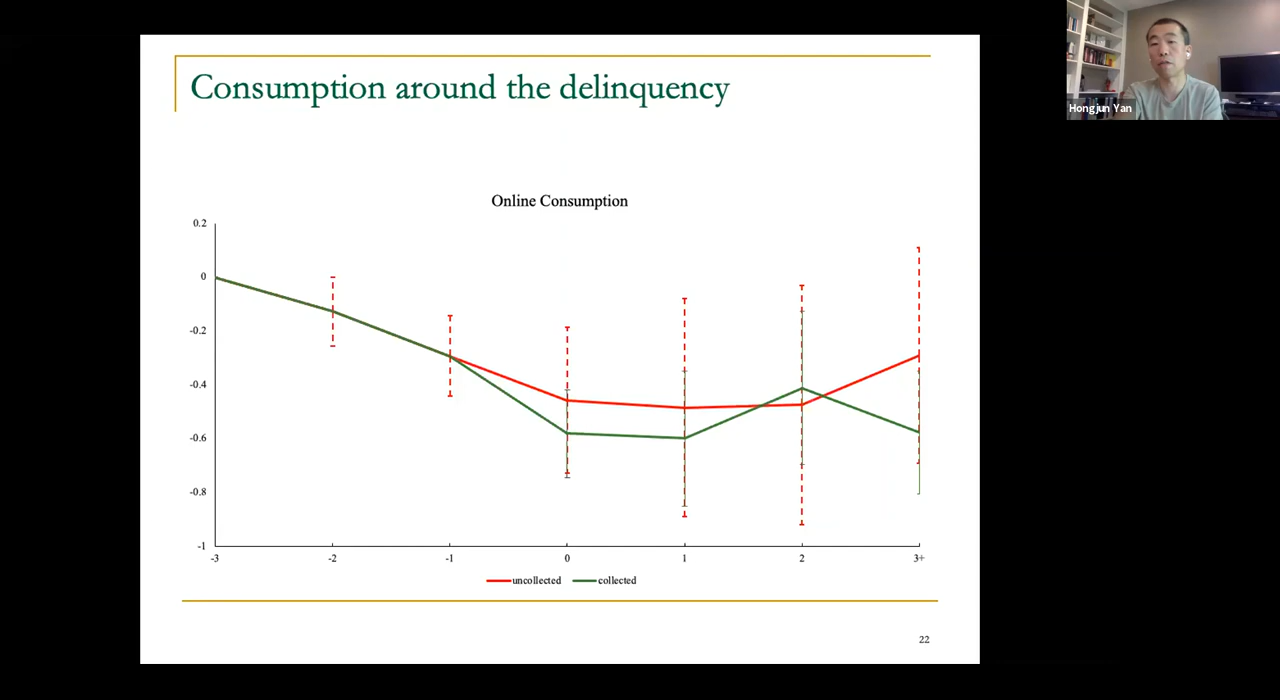 Consumption around the delinquency
Hongjun Yan
Online Consumption
0.2
0
-0.2
-0.4
-0.6
-0.8
-1
-3 -2 -1 0 1 2 3+
uncollected collected
22